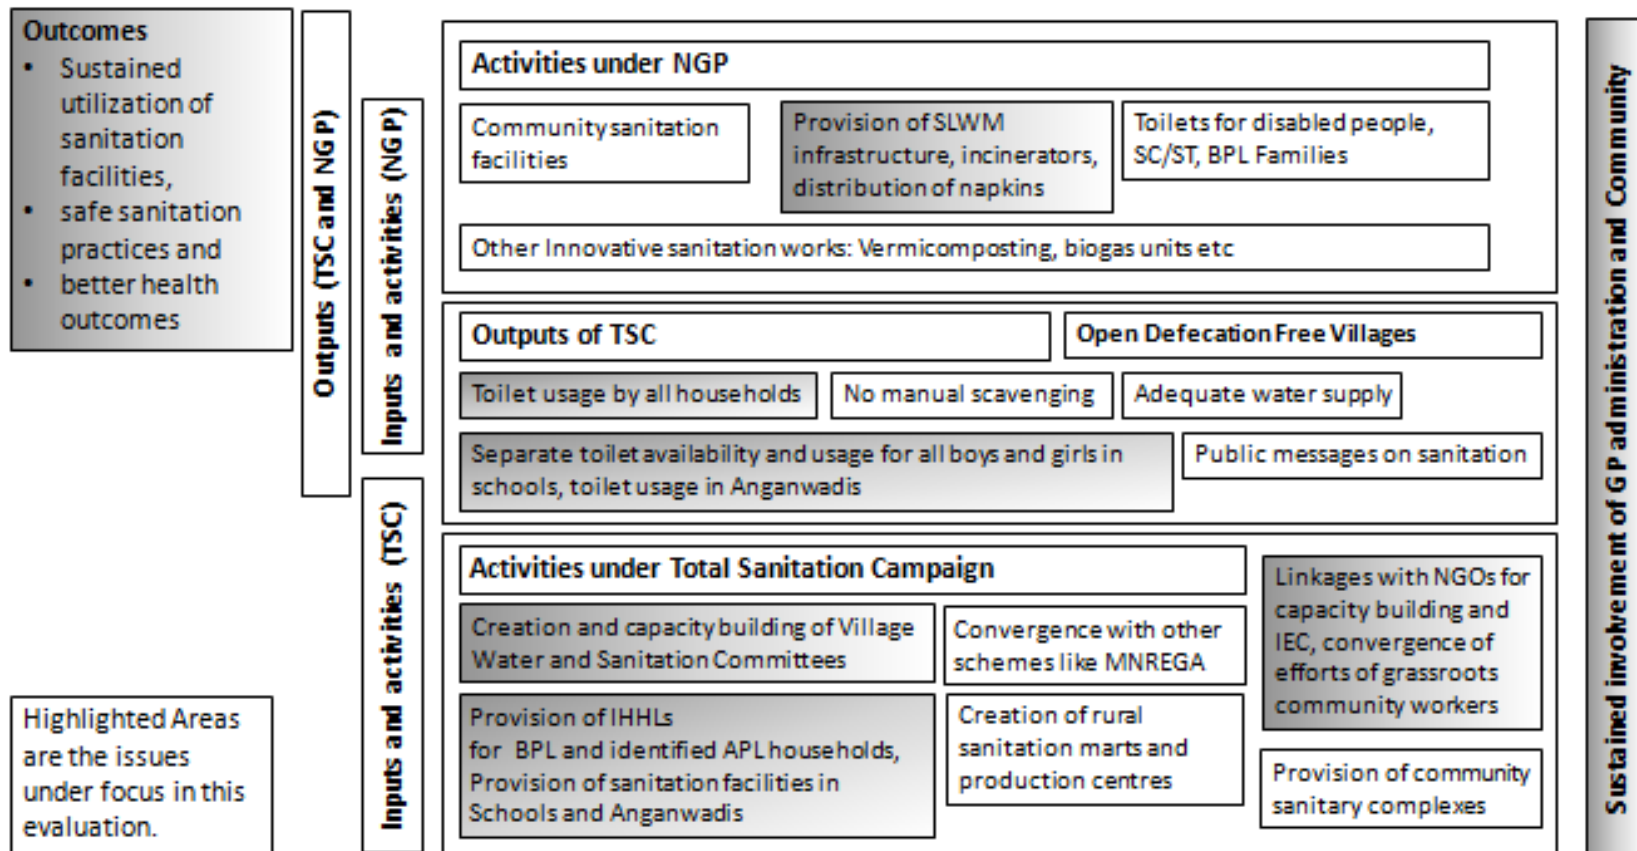 Outcomes
• Sustained
utilization of
sanitation
facilities,
• safe sanitation
practices and
• better health
outcomes
Highlighted Areas
are the issues
under focus in this
evaluation.
Outputs (TSC and NGP)
Inputs and activities (NGP)
Inputs and activities (TSC)
Activities under NGP
Community sanitation
facilities
Provision of SLWM
infrastructure, incinerators,
distribution of napkins
Toilets for disabled people,
SC/ST, BPL Families
Other Innovative sanitation works: Vermicomposting, biogas units etc
Outputs of TSC
Open Defecation Free Villages
Toilet usage by all households
No manual scavenging
Adequate water supply
Separate toilet availability and usage for all boys and girls in
schools, toilet usage in Anganwadis
Public messages on sanitation
Activities under Total Sanitation Campaign
Creation and capacity building of Village
Water and Sanitation Committees
Convergence with other
schemes like MNREGA
Linkages with NGOs for
capacity building and
IEC, convergence of
efforts of grassroots
community workers
Provision of IHHLs
for BPL and identified APL households,
Provision of sanitation facilities in
Schools and Anganwadis
Creation of rural
sanitation marts and
production centres
Provision of community
sanitary complexes
Sustained involvement of GP administration and Community